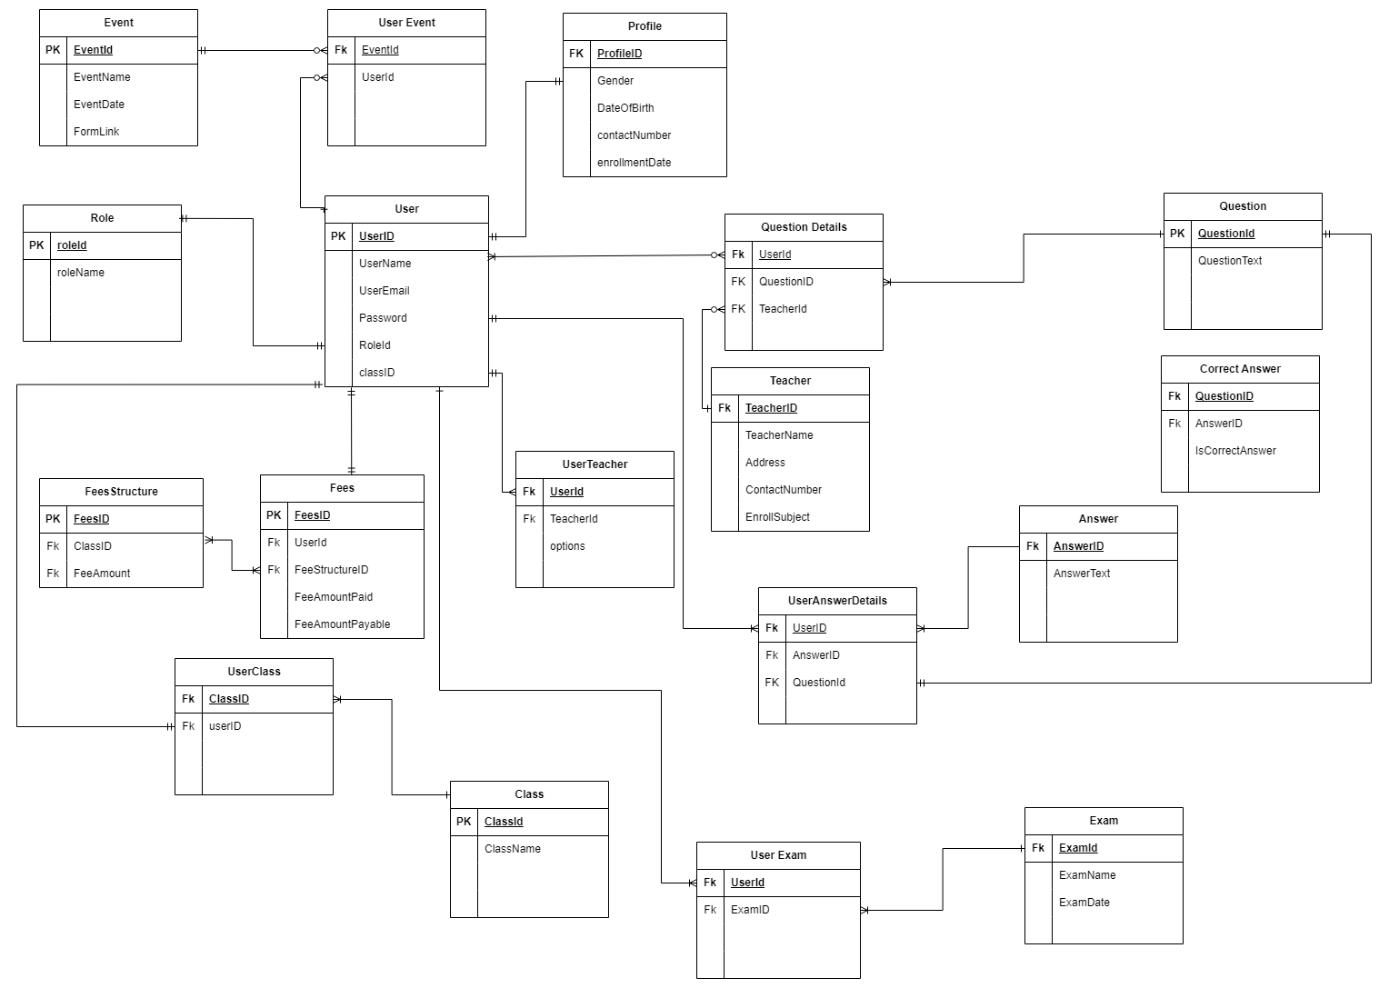 Event
PK EventId
EventName
EventDate
FormLink
User Event
Fk EventId
UserId
Profile
FK ProfileID
Gender
DateOfBirth
contactNumber
enrollmentDate
Role
PK roleId
roleName
User
PK UserID
UserName
UserEmail
Password
RoleId
classID
Question Details
Fk UserId
FK QuestionID
FK TeacherId
Question
PK QuestionId
QuestionText
Teacher
Fk TeacherID
TeacherName
Address
ContactNumber
EnrollSubject
Correct Answer
Fk QuestionID
Fk AnswerID
IsCorrectAnswer
FeesStructure
PK FeesID
Fk ClassID
Fk FeeAmount
Fees
PK FeesID
Fk UserId
Fk FeeStructureID
FeeAmountPaid
FeeAmountPayable
UserTeacher
Fk UserId
Fk TeacherId
options
Answer
Fk AnswerID
AnswerText
UserAnswerDetails
Fk UserID
Fk AnswerID
FK QuestionId
UserClass
Fk ClassID
Fk userID
Class
PK ClassId
ClassName
User Exam
Fk UserId
Fk ExamID
Exam
Fk ExamId
ExamName
ExamDate